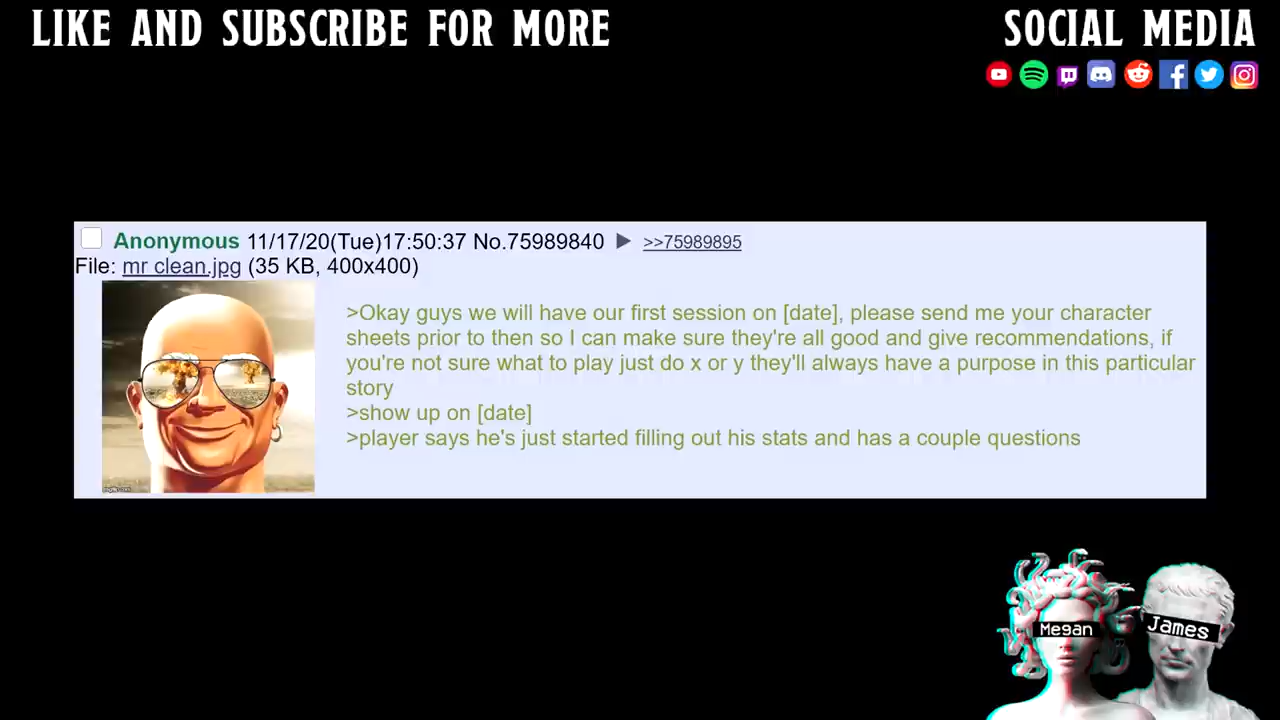 LIKE AND SUBSCRIBE FOR MORE
SOCIAL MEDIA
Anonymous 11/17/20(Tue)17:50:37 No.75989840 ▶ >>75989895
File: mr clean.jpg (35 KB, 400x400)
>Okay guys we will have our first session on [date], please send me your character
sheets prior to then so I can make sure they're all good and give recommendations, if
you're not sure what to play just do x or y they'll always have a purpose in this particular
story
>show up on [date]
>player says he's just started filling out his stats and has a couple questions
Megan
James